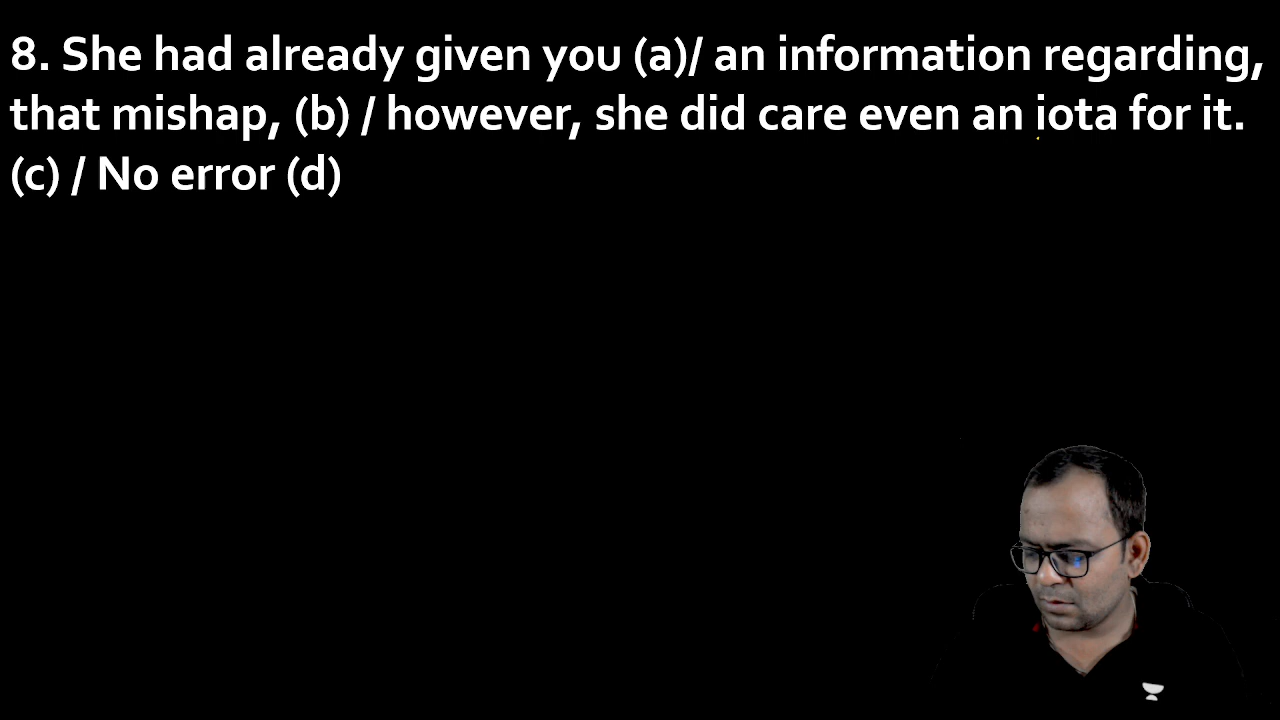 8. She had already given you (a)/ an information regarding,
that mishap, (b) / however, she did care even an iota for it.
(c) / No error (d)